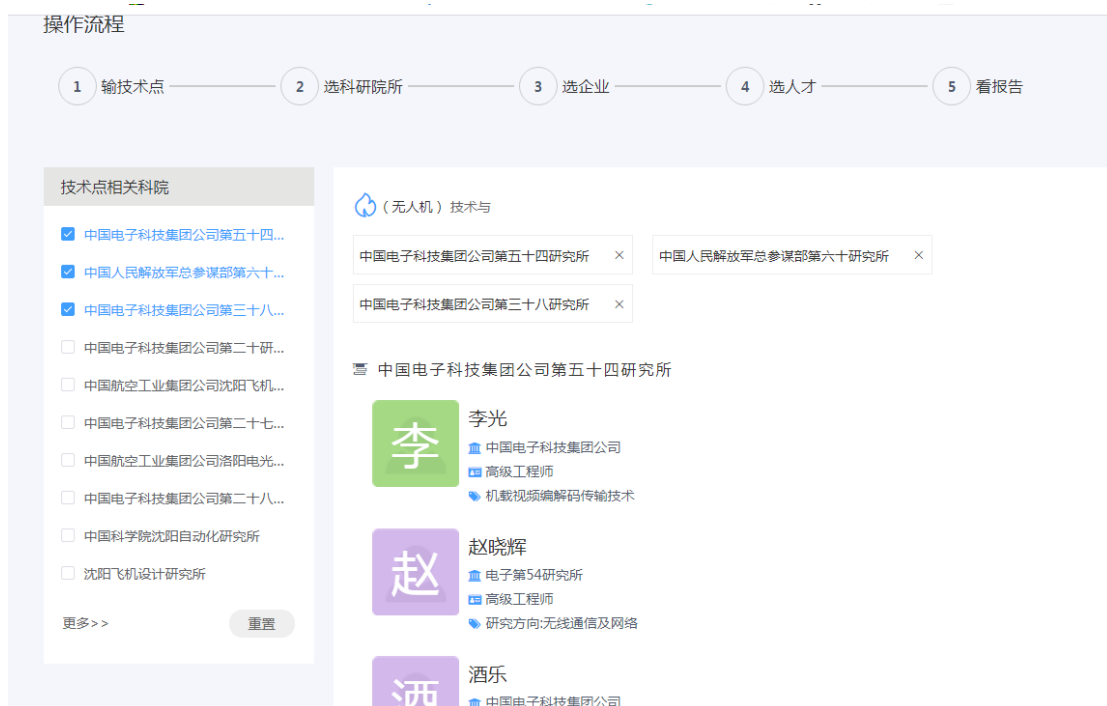 操作流程
1 输技术点 2 选科研院所 3 选企业 4 选人才 5 看报告
技术点相关科院
中国电子科技集团公司第五十四...
中国人民解放军总参谋部第六十...
中国电子科技集团公司第三十八...
中国电子科技集团公司第二十研...
中国航空工业集团公司沈阳飞机...
中国电子科技集团公司第二十七...
中国航空工业集团公司洛阳电光...
中国电子科技集团公司第二十八...
中国科学院沈阳自动化研究所
沈阳飞机设计研究所
更多>> 重置
(无人机) 技术与
中国电子科技集团公司第五十四研究所 × 中国人民解放军总参谋部第六十研究所 ×
中国电子科技集团公司第三十八研究所 ×
中国电子科技集团公司第五十四研究所
李
李光
中国电子科技集团公司
高级工程师
机载视频编解码传输技术
赵
赵晓辉
电子第54研究所
高级工程师
研究方向:无线通信及网络
酒
酒乐
中国电子科技集团公司